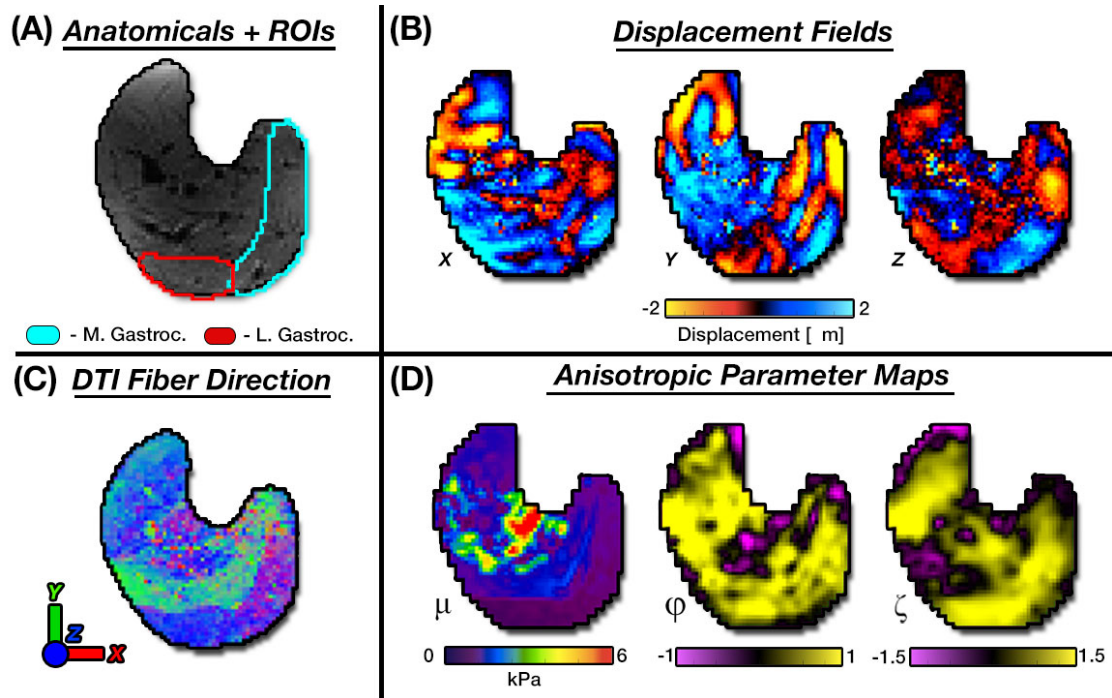 (A) Anatomicals + ROIs
- M. Gastroc. - L. Gastroc.
(B) Displacement Fields
X Y Z
-2 2
Displacement [ m]
(C) DTI Fiber Direction
Y
Z
X
(D) Anisotropic Parameter Maps
μ φ ζ
0 6 -1 1 -1.5 1.5
kPa